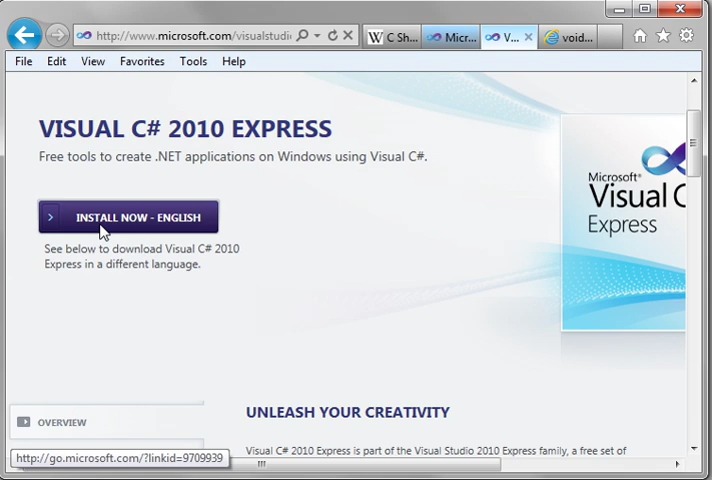 http://www.microsoft.com/visualstudi
C Sh...
Micr...
V...
void...
File Edit View Favorites Tools Help
VISUAL C# 2010 EXPRESS
Free tools to create .NET applications on Windows using Visual C#.
INSTALL NOW - ENGLISH
See below to download Visual C# 2010
Express in a different language.
Microsoft®
Visual C
Express
OVERVIEW
UNLEASH YOUR CREATIVITY
Visual C# 2010 Express is part of the Visual Studio 2010 Express family, a free set of
http://go.microsoft.com/?linkid=9709939